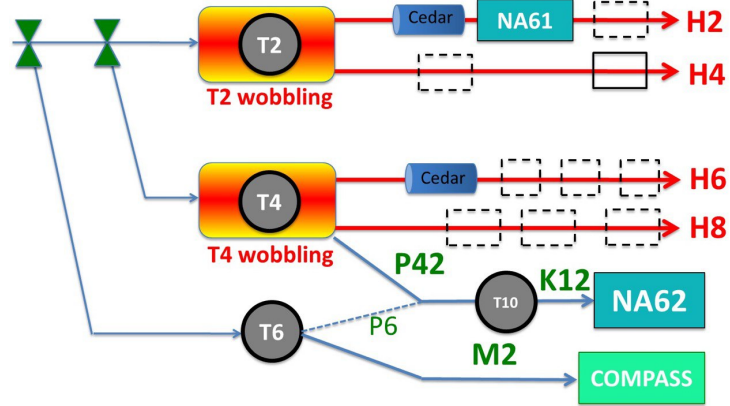 Cedar
NA61
H2
T2
H4
T2 wobbling
Cedar
H6
T4
H8
T4 wobbling
P42
K12
T10
NA62
T6
P6
M2
COMPASS